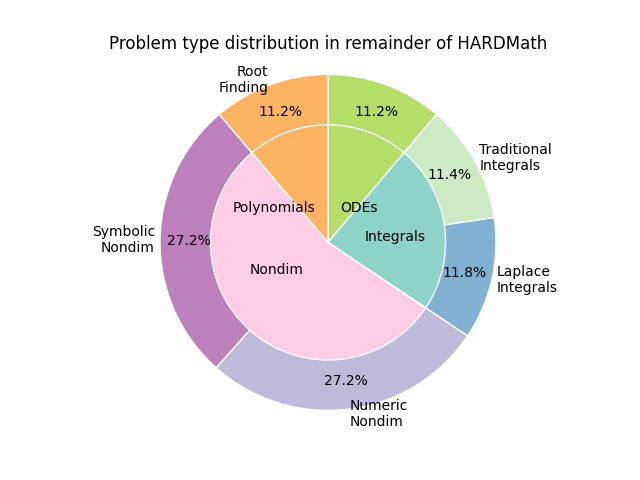 Problem type distribution in remainder of HARDMath
Root
Finding
11.2%
11.2%
Traditional
Integrals
11.4%
Polynomials
ODEs
Integrals
Symbolic
Nondim
27.2%
Nondim
11.8%
Laplace
Integrals
27.2%
Numeric
Nondim